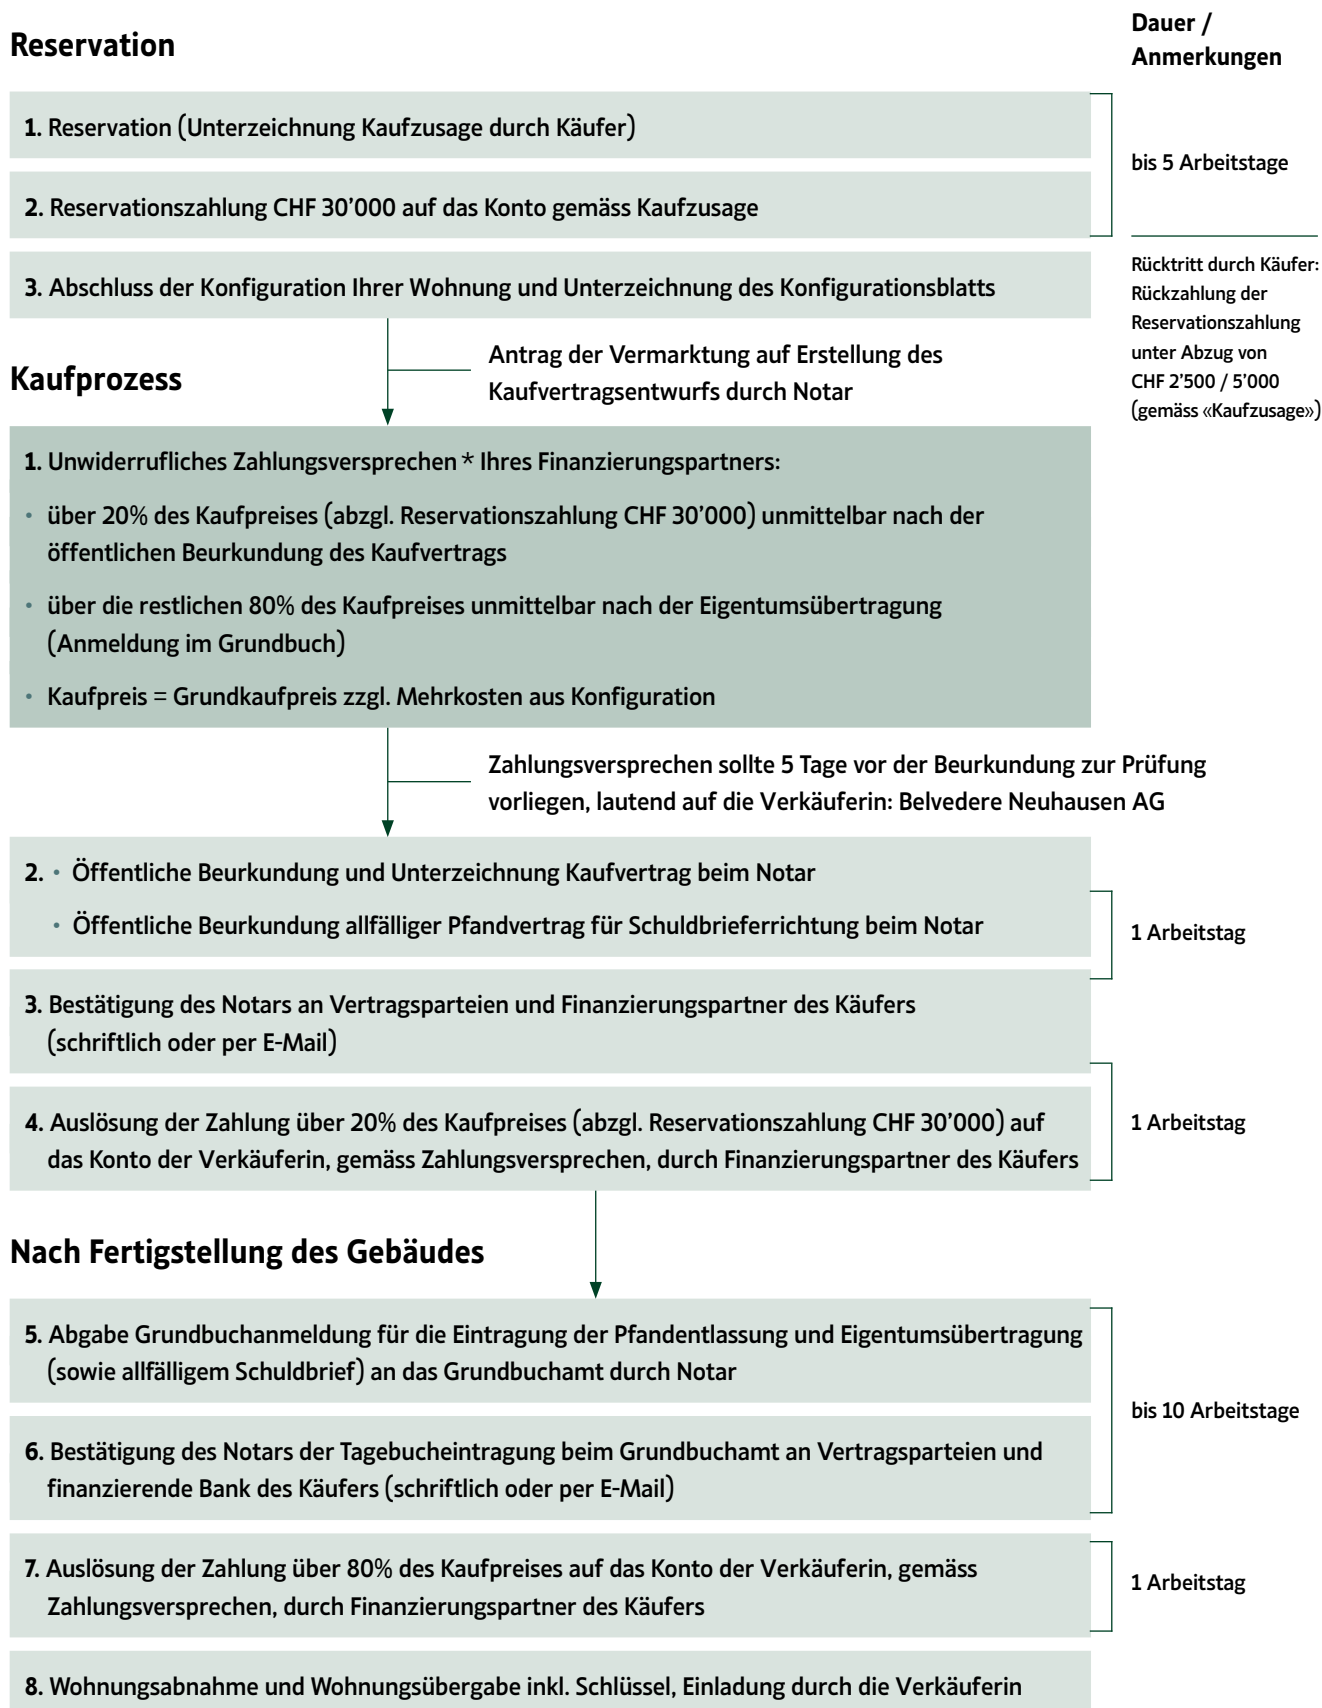 Reservation
Dauer /
Anmerkungen
1. Reservation (Unterzeichnung Kaufzusage durch Käufer)
bis 5 Arbeitstage
2. Reservationszahlung CHF 30’000 auf das Konto gemäss Kaufzusage
3. Abschluss der Konfiguration Ihrer Wohnung und Unterzeichnung des Konfigurationsblatts
Rücktritt durch Käufer:
Rückzahlung der
Reservationszahlung
unter Abzug von
CHF 2’500 / 5’000
(gemäss «Kaufzusage»)
Antrag der Vermarktung auf Erstellung des
Kaufvertragsentwurfs durch Notar
Kaufprozess
1. Unwiderrufliches Zahlungsversprechen * Ihres Finanzierungspartners:
• über 20% des Kaufpreises (abzgl. Reservationszahlung CHF 30’000) unmittelbar nach der
öffentlichen Beurkundung des Kaufvertrags
• über die restlichen 80% des Kaufpreises unmittelbar nach der Eigentumsübertragung
(Anmeldung im Grundbuch)
• Kaufpreis = Grundkaufpreis zzgl. Mehrkosten aus Konfiguration
Zahlungsversprechen sollte 5 Tage vor der Beurkundung zur Prüfung
vorliegen, lautend auf die Verkäuferin: Belvedere Neuhausen AG
2. • Öffentliche Beurkundung und Unterzeichnung Kaufvertrag beim Notar
• Öffentliche Beurkundung allfälliger Pfandvertrag für Schuldbrieferrichtung beim Notar
1 Arbeitstag
3. Bestätigung des Notars an Vertragsparteien und Finanzierungspartner des Käufers
(schriftlich oder per E-Mail)
4. Auslösung der Zahlung über 20% des Kaufpreises (abzgl. Reservationszahlung CHF 30’000) auf
das Konto der Verkäuferin, gemäss Zahlungsversprechen, durch Finanzierungspartner des Käufers
1 Arbeitstag
Nach Fertigstellung des Gebäudes
5. Abgabe Grundbuchanmeldung für die Eintragung der Pfandentlassung und Eigentumsübertragung
(sowie allfälligem Schuldbrief) an das Grundbuchamt durch Notar
bis 10 Arbeitstage
6. Bestätigung des Notars der Tagebucheintragung beim Grundbuchamt an Vertragsparteien und
finanzierende Bank des Käufers (schriftlich oder per E-Mail)
7. Auslösung der Zahlung über 80% des Kaufpreises auf das Konto der Verkäuferin, gemäss
Zahlungsversprechen, durch Finanzierungspartner des Käufers
1 Arbeitstag
8. Wohnungsabnahme und Wohnungsübergabe inkl. Schlüssel, Einladung durch die Verkäuferin